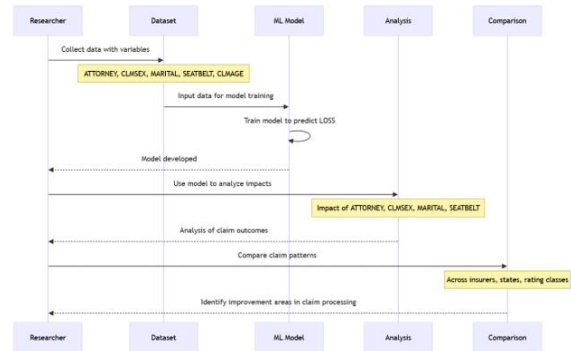 Researcher Dataset ML Model Analysis Comparison
Collect data with variables
ATTORNEY, CLMSEX, MARITAL, SEATBELT, CLMAGE
Input data for model training
Train model to predict LOSS
Model developed
Use model to analyze impacts
Impact of ATTORNEY, CLMSEX, MARITAL, SEATBELT
Analysis of claim outcomes
Compare claim patterns
Across insurers, states, rating classes
Identify improvement areas in claim processing
Researcher Dataset ML Model Analysis Comparison